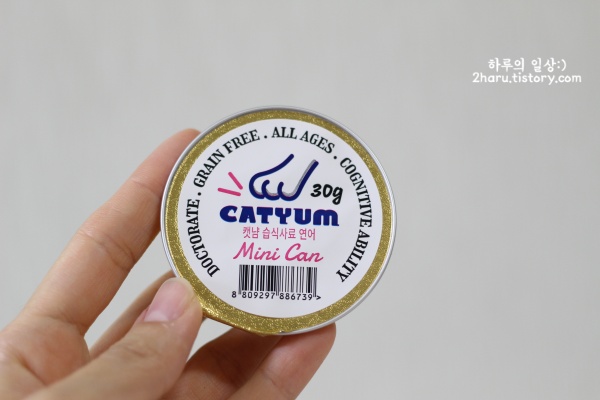 하루의 일상:)
2haru.tistory.com
DOCTORATE . GRAIN FREE . ALL AGES . COGNITIVE ABILITY
30g
CATYUM
캣냠 습식사료 연어
Mini Can
8 809297 886739 >